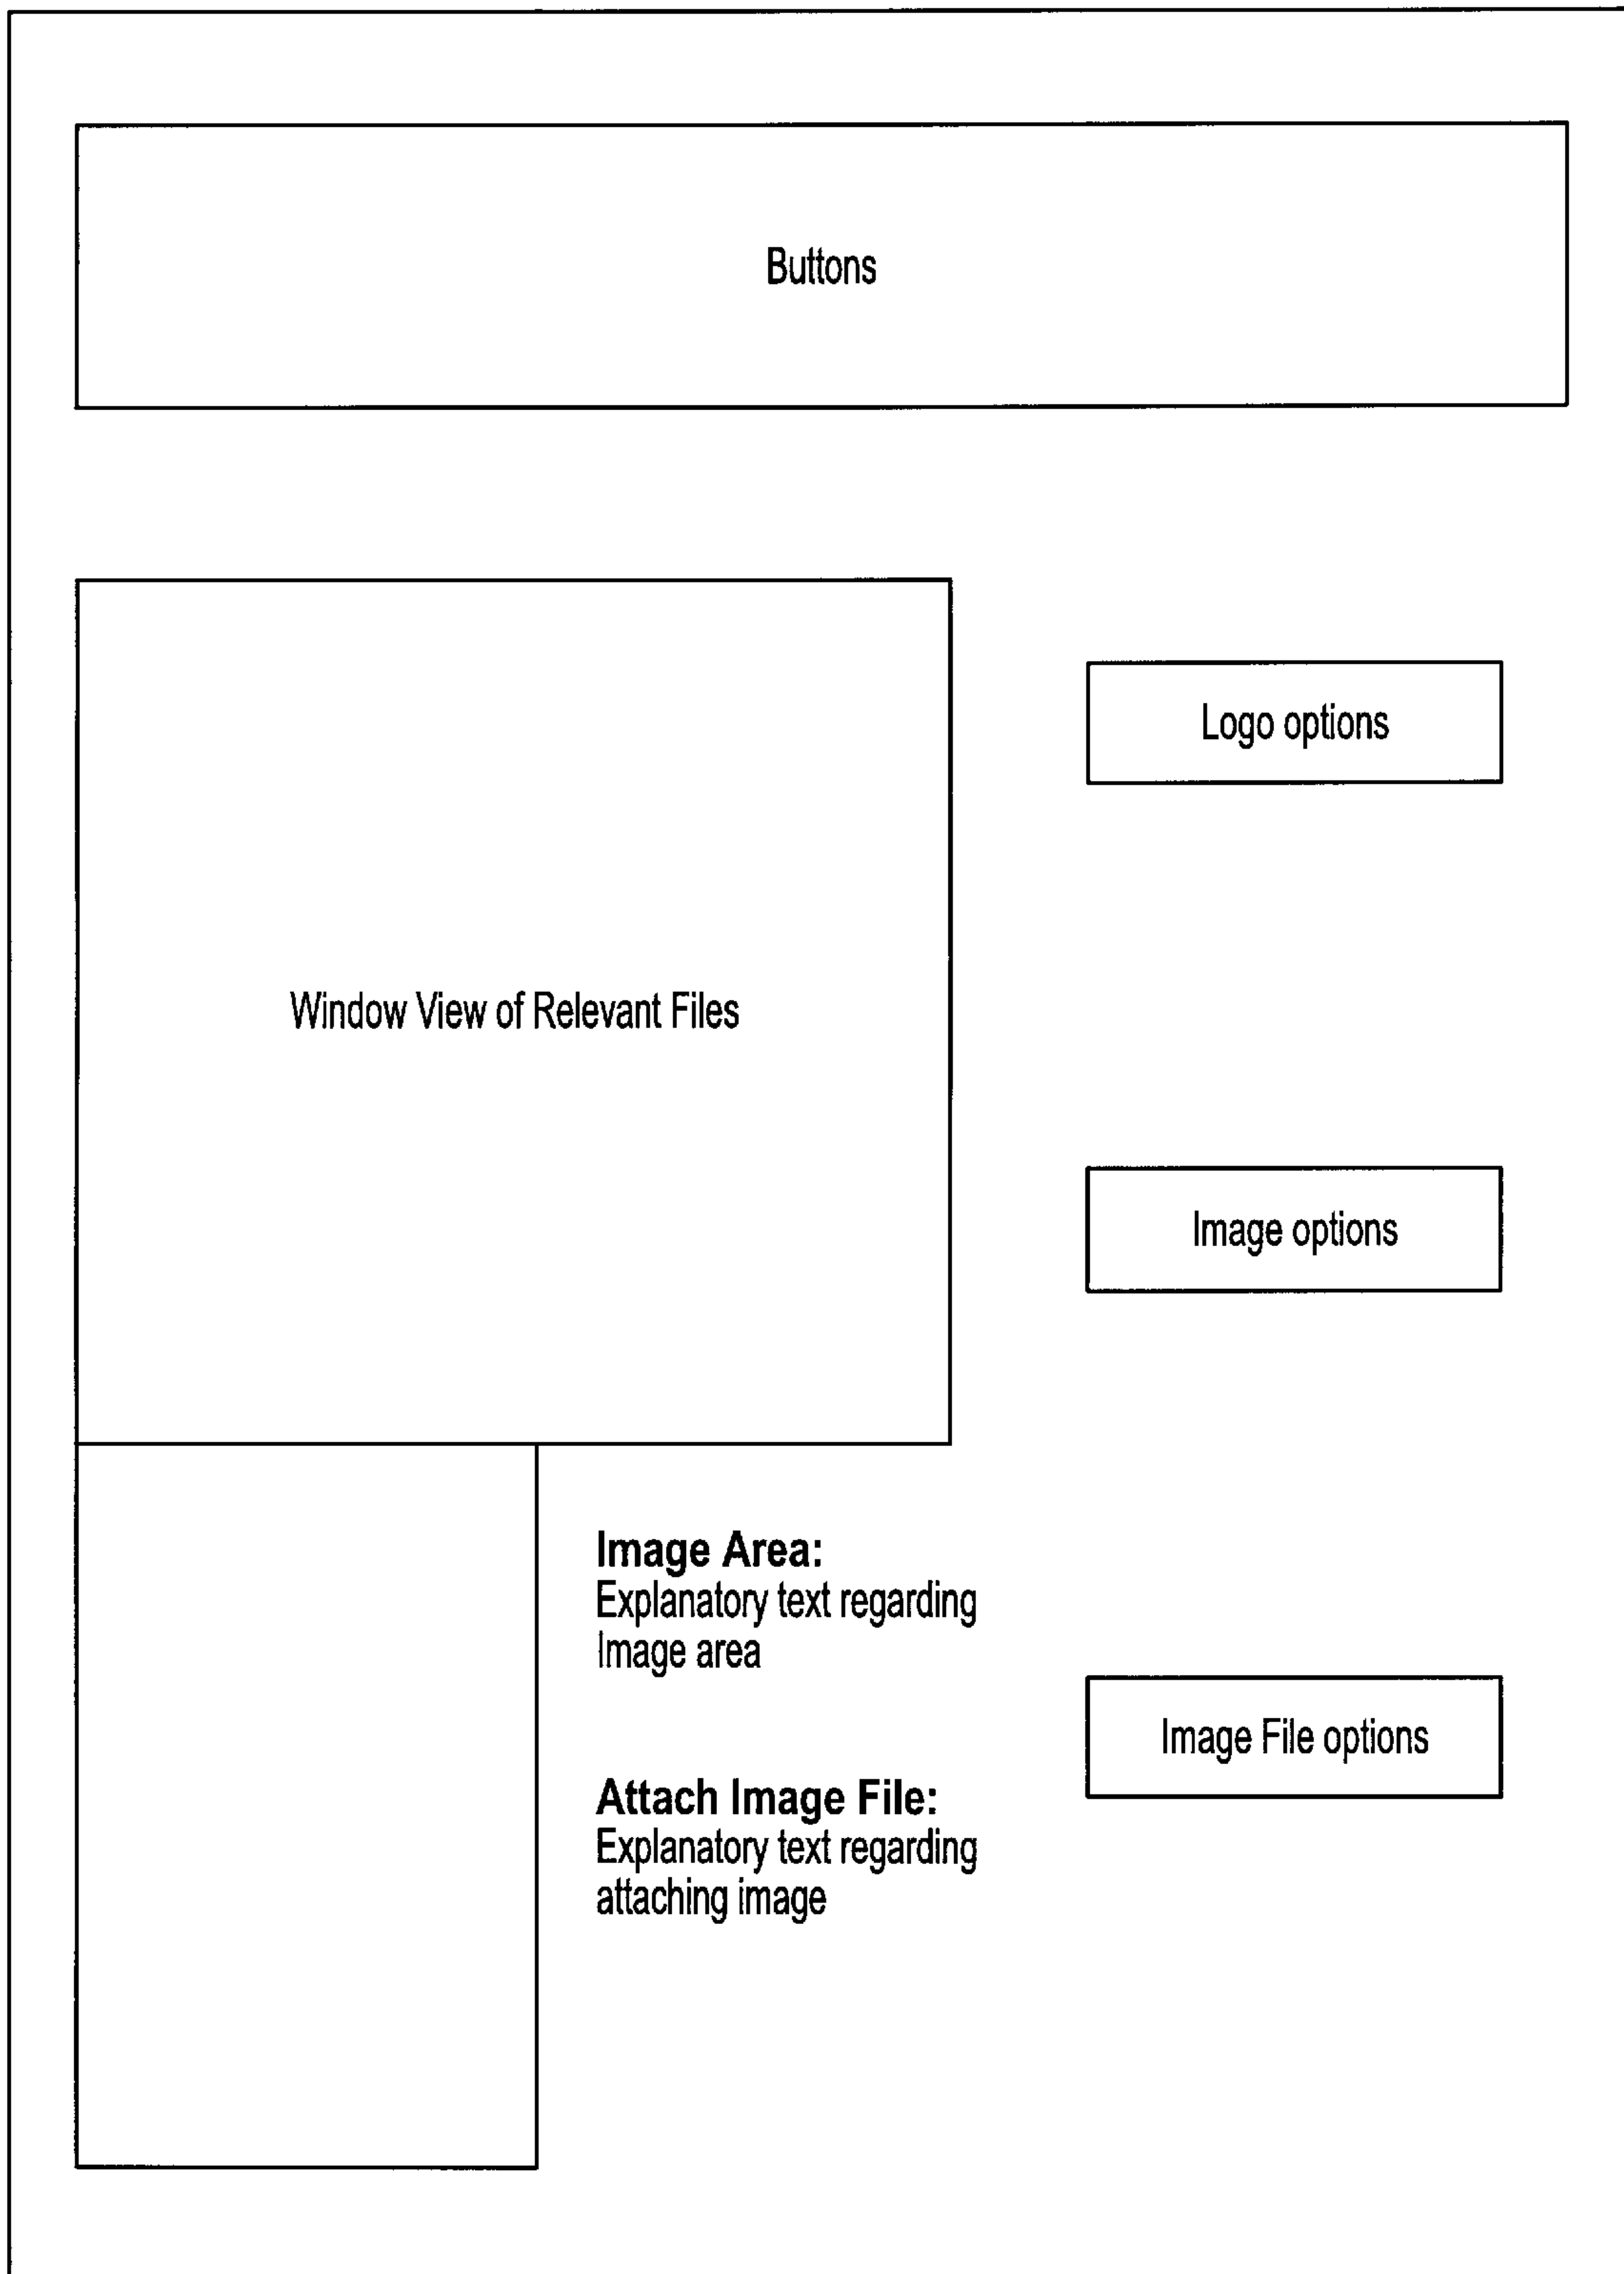 Buttons
Logo options
Window View of Relevant Files
Image options
Image Area:
Explanatory text regarding
Image area
Image File options
Attach Image File:
Explanatory text regarding
attaching image